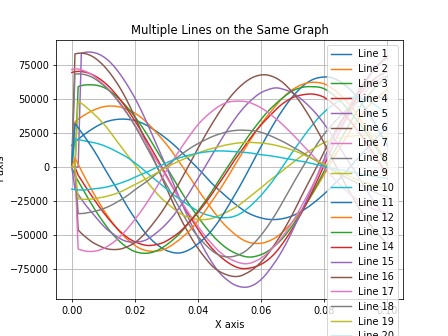 Multiple Lines on the Same Graph
75000
50000
25000
0
−25000
−50000
−75000
0.00
0.02
0.04
0.06
0.08
X axis
Line 1
Line 2
Line 3
Line 4
Line 5
Line 6
Line 7
Line 8
Line 9
Line 10
Line 11
Line 12
Line 13
Line 14
Line 15
Line 16
Line 17
Line 18
Line 19
Line 20